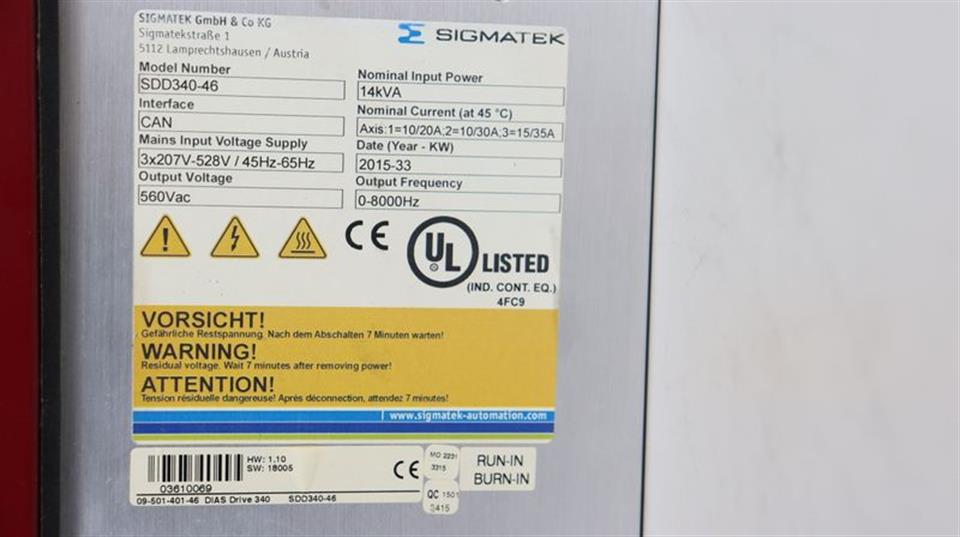 SIGMATEK GmbH & Co KG
Sigmatekstraße 1
5112 Lamprechtshausen / Austria
SIGMATEK
Model Number
SDD340-46
Interface
CAN
Mains Input Voltage Supply
3x207V-528V / 45Hz-65Hz
Output Voltage
560Vac
Nominal Input Power
14kVA
Nominal Current (at 45 °C)
Axis:1=10/20A;2=10/30A;3=15/35A
Date (Year - KW)
2015-33
Output Frequency
0-8000Hz
CE
UL LISTED
(IND. CONT. EQ.)
4FC9
VORSICHT!
Gefährliche Restspannung. Nach dem Abschalten 7 Minuten warten!
WARNING!
Residual voltage. Wait 7 minutes after removing power!
ATTENTION!
Tension résiduelle dangereuse! Après déconnection, attendez 7 minutes!
www.sigmatek-automation.com
HW: 1.10
SW: 18005
03610069
09-501-401-46 DIAS Drive 340 SDD340-46
CE
MO 2231
3315
QC 1501
3415
RUN-IN
BURN-IN